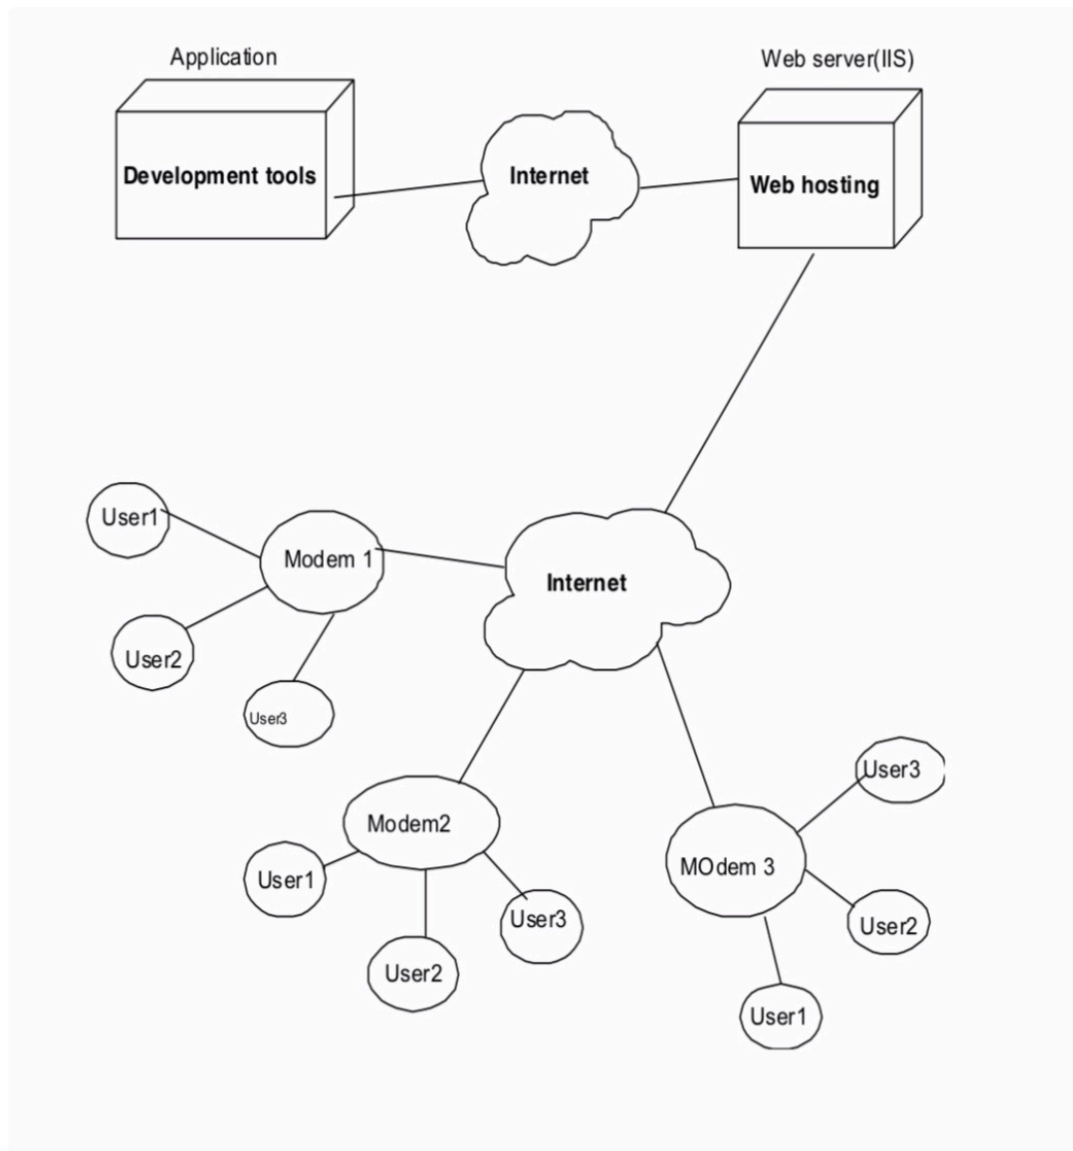 Application
Web server(IIS)
Development tools
Internet
Web hosting
User1
Modem 1
Internet
User2
User3
User3
Modem2
MOdem 3
User1
User3
User2
User2
User1